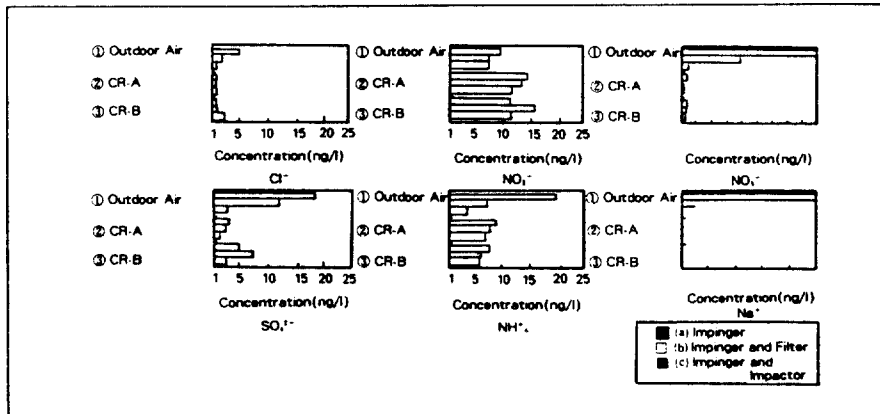 ① Outdoor Air
② CR-A
③ CR-B
1 5 10 15 20 25
Concentration(ng/l)
Cl⁻
① Outdoor Air
② CR-A
③ CR-B
1 5 10 15 20 25
Concentration(ng/l)
NO₂⁻
① Outdoor Air
② CR-A
③ CR-B
Concentration(ng/l)
NO₃⁻
① Outdoor Air
② CR-A
③ CR-B
1 5 10 15 20 25
Concentration(ng/l)
SO₄²⁻
① Outdoor Air
② CR-A
③ CR-B
1 5 10 15 20 25
Concentration(ng/l)
NH⁺₄
① Outdoor Air
② CR-A
③ CR-B
Concentration(ng/l)
Na⁺
(a) Impinger
(b) Impinger and Filter
(c) Impinger and
Impactor